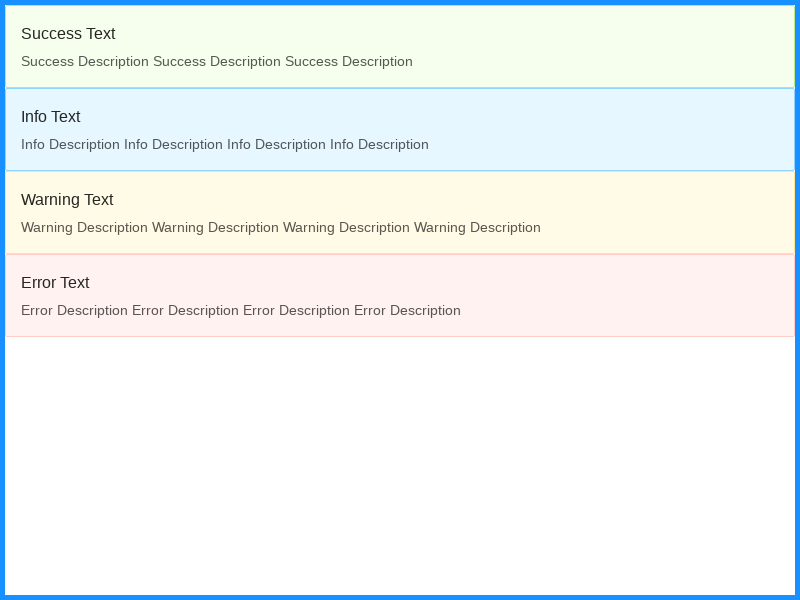 Success Text
Success Description Success Description Success Description
Info Text
Info Description Info Description Info Description Info Description
Warning Text
Warning Description Warning Description Warning Description Warning Description
Error Text
Error Description Error Description Error Description Error Description